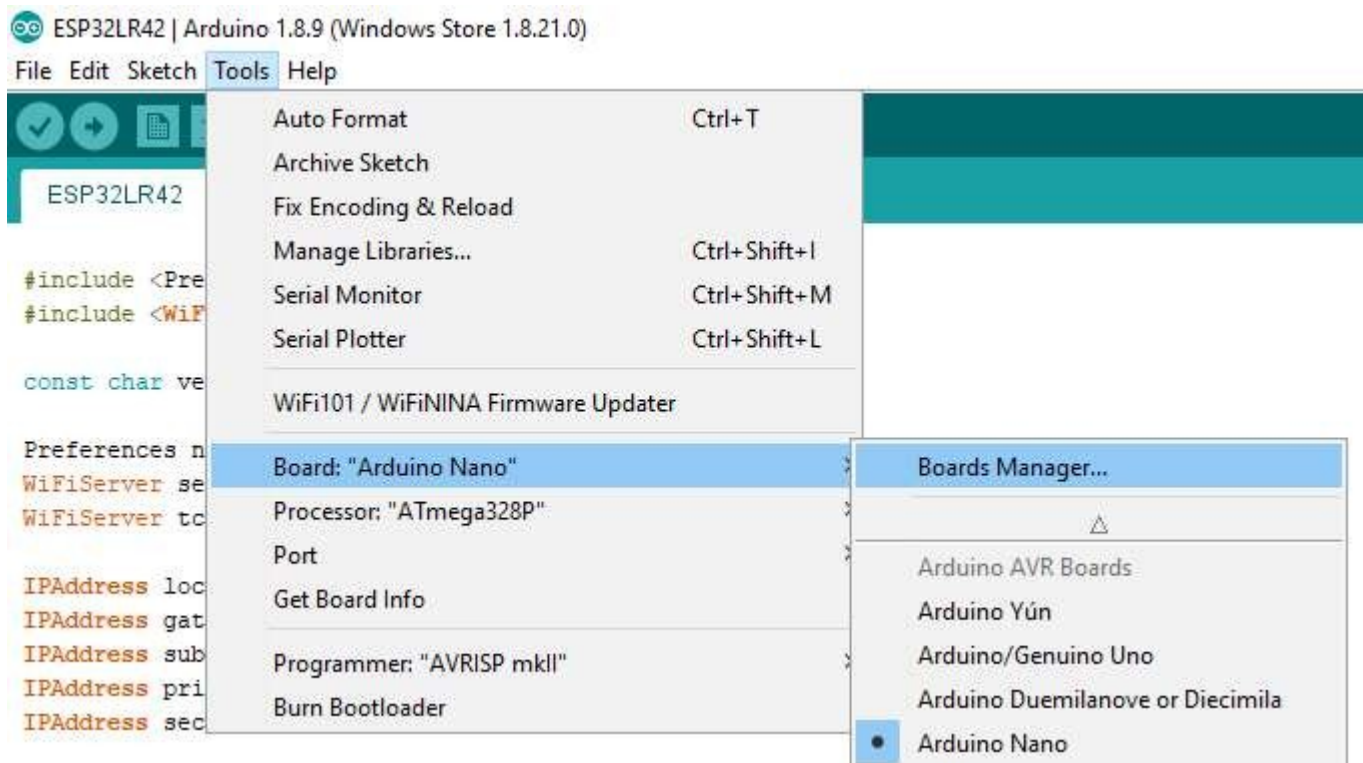 ESP32LR42 | Arduino 1.8.9 (Windows Store 1.8.21.0)
File Edit Sketch Tools Help
Auto Format Ctrl+T
Archive Sketch
ESP32LR42
Fix Encoding & Reload
Manage Libraries... Ctrl+Shift+I
Serial Monitor Ctrl+Shift+M
Serial Plotter Ctrl+Shift+L
WiFi101 / WiFiNINA Firmware Updater
Board: "Arduino Nano"
Processor: "ATmega328P"
Port
Get Board Info
Programmer: "AVRISP mkII"
Burn Bootloader
#include <Pre
#include <WiF
const char ve
Preferences n
WiFiServer se
WiFiServer tc
IPAddress loc
IPAddress gat
IPAddress sub
IPAddress pri
IPAddress sec
Boards Manager...
Arduino AVR Boards
Arduino Yún
Arduino/Genuino Uno
Arduino Duemilanove or Diecimila
Arduino Nano